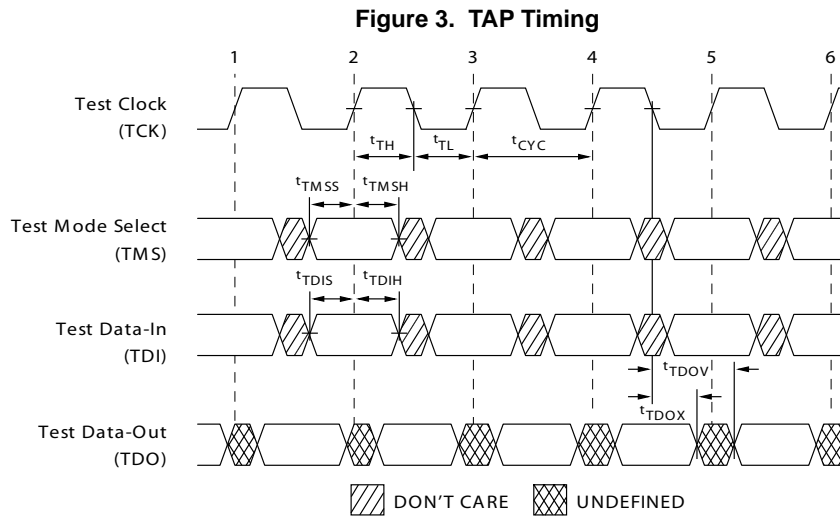 Figure 3. TAP Timing
1 2 3 4 5 6
Test Clock
(TCK)
tTH tTL tCYC
tTMSS tTMSH
Test Mode Select
(TMS)
tTDIS tTDIH
Test Data-In
(TDI)
tTDOV
tTDOX
Test Data-Out
(TDO)
DON'T CARE UNDEFINED